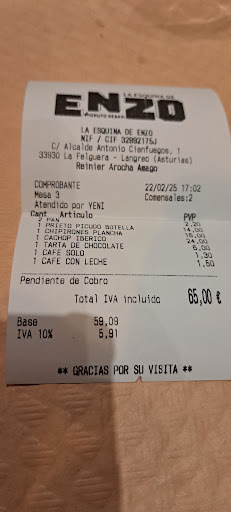 LA ESQUINA DE
ENZO
LA ESQUINA DE ENZO
NIF / CIF 32892175J
C/ Alcalde Antonio Cienfuegos, 1
33930 La Felguera - Langreo (Asturias)
Reinier Arocha Amago
COMPROBANTE 22/02/25 17:02
Mesa 3 Comensales:2
Atendido por YENI
Cant. Artículo PVP
2 PAN 2,20
1 PRIETO PICUDO BOTELLA 14,00
1 CHIPIRONES PLANCHA 16,00
1 CACHOP IBERICO 24,00
1 TARTA DE CHOCOLATE 6,00
1 CAFE SOLO 1,30
1 CAFE CON LECHE 1,50
Pendiente de Cobro
Total IVA incluido 65,00 €
Base 59,09
IVA 10% 5,91
** GRACIAS POR SU VISITA **